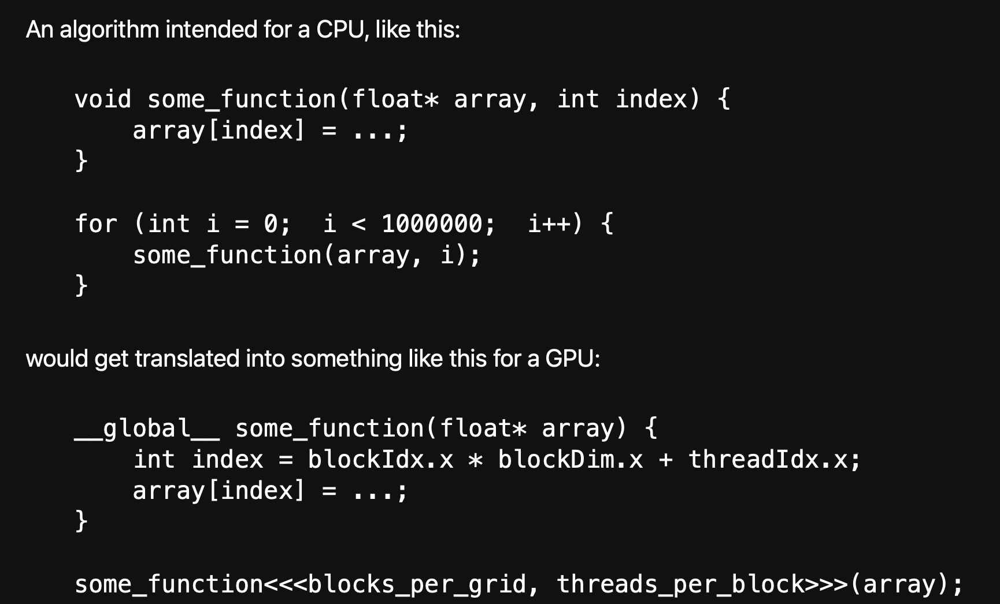 An algorithm intended for a CPU, like this:
void some_function(float* array, int index) {
    array[index] = ...;
}
for (int i = 0;  i < 1000000;  i++) {
    some_function(array, i);
}
would get translated into something like this for a GPU:
__global__ some_function(float* array) {
    int index = blockIdx.x * blockDim.x + threadIdx.x;
    array[index] = ...;
}
some_function<<<blocks_per_grid, threads_per_block>>>(array);